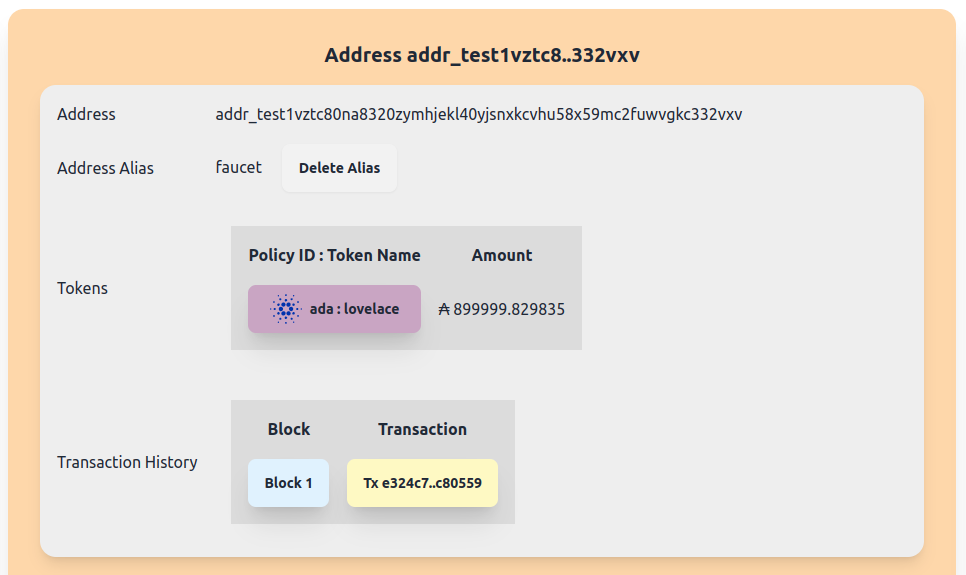 Address addr_test1vztc8..332vxv
Address addr_test1vztc80na8320zymhjekl40yjsnxkcvhu58x59mc2fuwvgkc332vxv
Address Alias faucet Delete Alias
Policy ID : Token Name Amount
Tokens
ada : lovelace ₳ 899999.829835
Block Transaction
Transaction History
Block 1 Tx e324c7..c80559